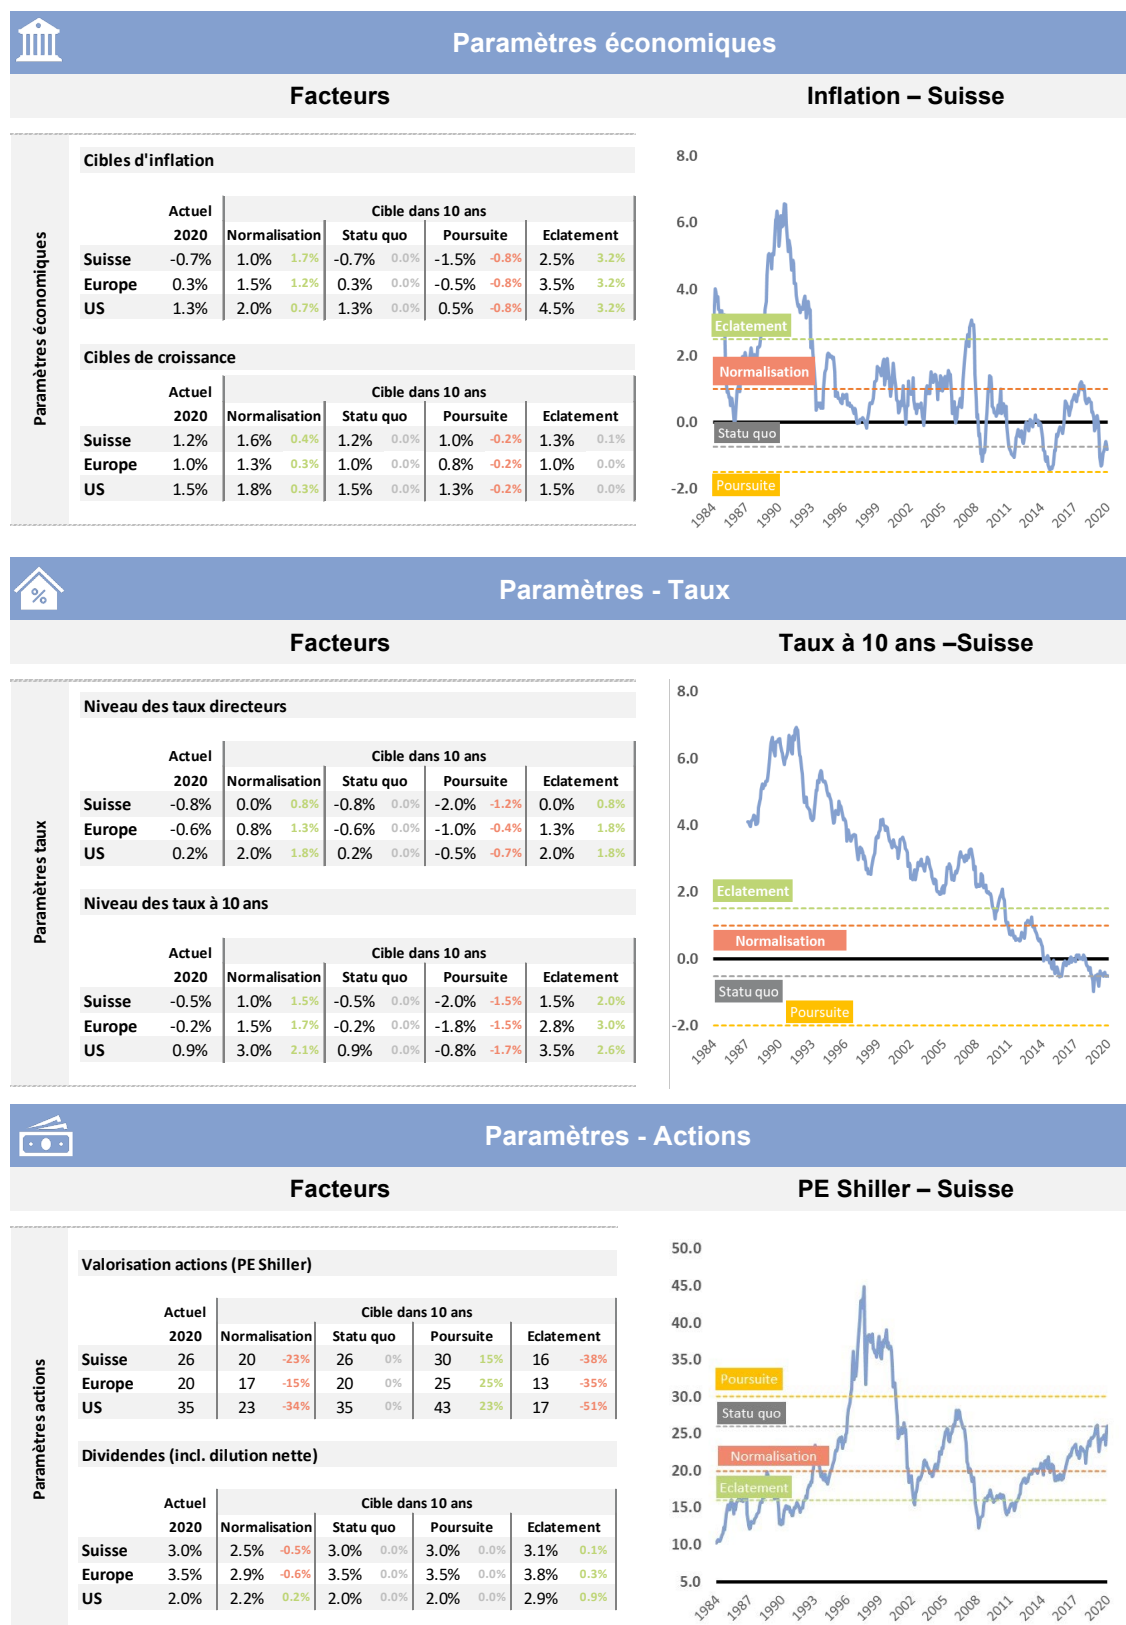 Paramètres économiques
Facteurs
Inflation – Suisse
Paramètres économiques
Cibles d'inflation
Actuel Cible dans 10 ans
2020 Normalisation Statu quo Poursuite Eclatement
Suisse -0.7% 1.0% 1.7% -0.7% 0.0% -1.5% -0.8% 2.5% 3.2%
Europe 0.3% 1.5% 1.2% 0.3% 0.0% -0.5% -0.8% 3.5% 3.2%
US 1.3% 2.0% 0.7% 1.3% 0.0% 0.5% -0.8% 4.5% 3.2%
Cibles de croissance
Actuel Cible dans 10 ans
2020 Normalisation Statu quo Poursuite Eclatement
Suisse 1.2% 1.6% 0.4% 1.2% 0.0% 1.0% -0.2% 1.3% 0.1%
Europe 1.0% 1.3% 0.3% 1.0% 0.0% 0.8% -0.2% 1.0% 0.0%
US 1.5% 1.8% 0.3% 1.5% 0.0% 1.3% -0.2% 1.5% 0.0%
8.0
6.0
4.0
Eclatement
2.0
Normalisation
0.0
Statu quo
Poursuite
-2.0
1984 1987 1990 1993 1996 1999 2002 2005 2008 2011 2014 2017 2020
%
Paramètres - Taux
Facteurs
Taux à 10 ans –Suisse
Paramètres taux
Niveau des taux directeurs
Actuel Cible dans 10 ans
2020 Normalisation Statu quo Poursuite Eclatement
Suisse -0.8% 0.0% 0.8% -0.8% 0.0% -2.0% -1.2% 0.0% 0.8%
Europe -0.6% 0.8% 1.3% -0.6% 0.0% -1.0% -0.4% 1.3% 1.8%
US 0.2% 2.0% 1.8% 0.2% 0.0% -0.5% -0.7% 2.0% 1.8%
Niveau des taux à 10 ans
Actuel Cible dans 10 ans
2020 Normalisation Statu quo Poursuite Eclatement
Suisse -0.5% 1.0% 1.5% -0.5% 0.0% -2.0% -1.5% 1.5% 2.0%
Europe -0.2% 1.5% 1.7% -0.2% 0.0% -1.8% -1.5% 2.8% 3.0%
US 0.9% 3.0% 2.1% 0.9% 0.0% -0.8% -1.7% 3.5% 2.6%
8.0
6.0
4.0
2.0
Eclatement
Normalisation
0.0
Statu quo
Poursuite
-2.0
1984 1987 1990 1993 1996 1999 2002 2005 2008 2011 2014 2017 2020
Paramètres - Actions
Facteurs
PE Shiller – Suisse
Paramètres actions
Valorisation actions (PE Shiller)
Actuel Cible dans 10 ans
2020 Normalisation Statu quo Poursuite Eclatement
Suisse 26 20 -23% 26 0% 30 15% 16 -38%
Europe 20 17 -15% 20 0% 25 25% 13 -35%
US 35 23 -34% 35 0% 43 23% 17 -51%
Dividendes (incl. dilution nette)
Actuel Cible dans 10 ans
2020 Normalisation Statu quo Poursuite Eclatement
Suisse 3.0% 2.5% -0.5% 3.0% 0.0% 3.0% 0.0% 3.1% 0.1%
Europe 3.5% 2.9% -0.6% 3.5% 0.0% 3.5% 0.0% 3.8% 0.3%
US 2.0% 2.2% 0.2% 2.0% 0.0% 2.0% 0.0% 2.9% 0.9%
50.0
45.0
40.0
35.0
Poursuite
30.0
Statu quo
25.0
Normalisation
20.0
Eclatement
15.0
10.0
5.0
1984 1987 1990 1993 1996 1999 2002 2005 2008 2011 2014 2017 2020